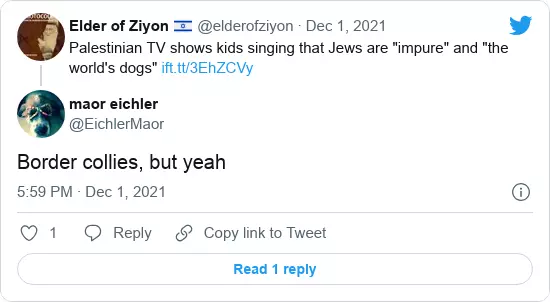 Elder of Ziyon 🇮🇱 @elderofziyon · Dec 1, 2021
Palestinian TV shows kids singing that Jews are "impure" and "the
world's dogs" ift.tt/3EhZCVy
maor eichler
@EichlerMaor
Border collies, but yeah
5:59 PM · Dec 1, 2021
1 Reply Copy link to Tweet
Read 1 reply